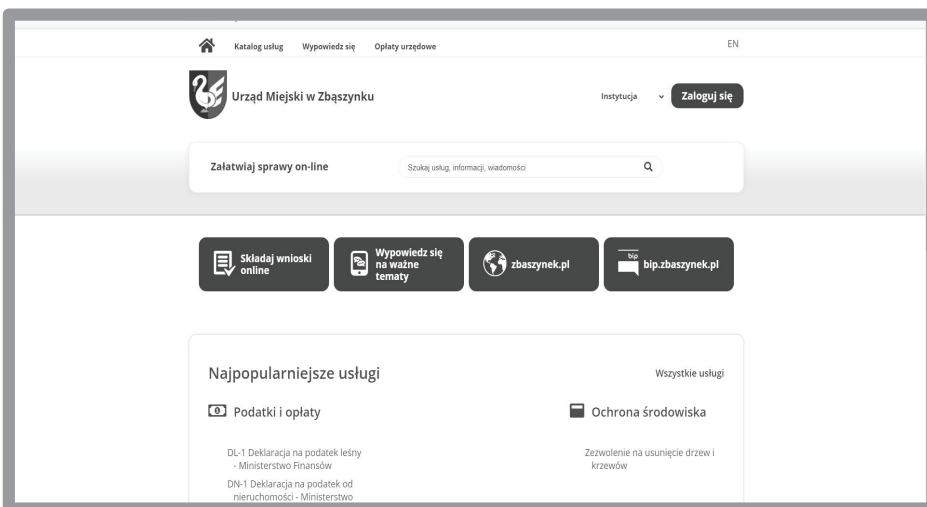 Katalog usług Wypowiedz się Opłaty urzędowe EN
Urząd Miejski w Zbąszynku
Instytucja Zaloguj się
Załatwiaj sprawy on-line
Szukaj usług, informacji, wiadomości
Składaj wnioski
online
Wypowiedz się
na ważne
tematy
zbaszynek.pl
bip
bip.zbaszynek.pl
Najpopularniejsze usługi
Wszystkie usługi
Podatki i opłaty
DL-1 Deklaracja na podatek leśny
- Ministerstwo Finansów
DN-1 Deklaracja na podatek od
nieruchomości - Ministerstwo
Ochrona środowiska
Zezwolenie na usunięcie drzew i
krzewów